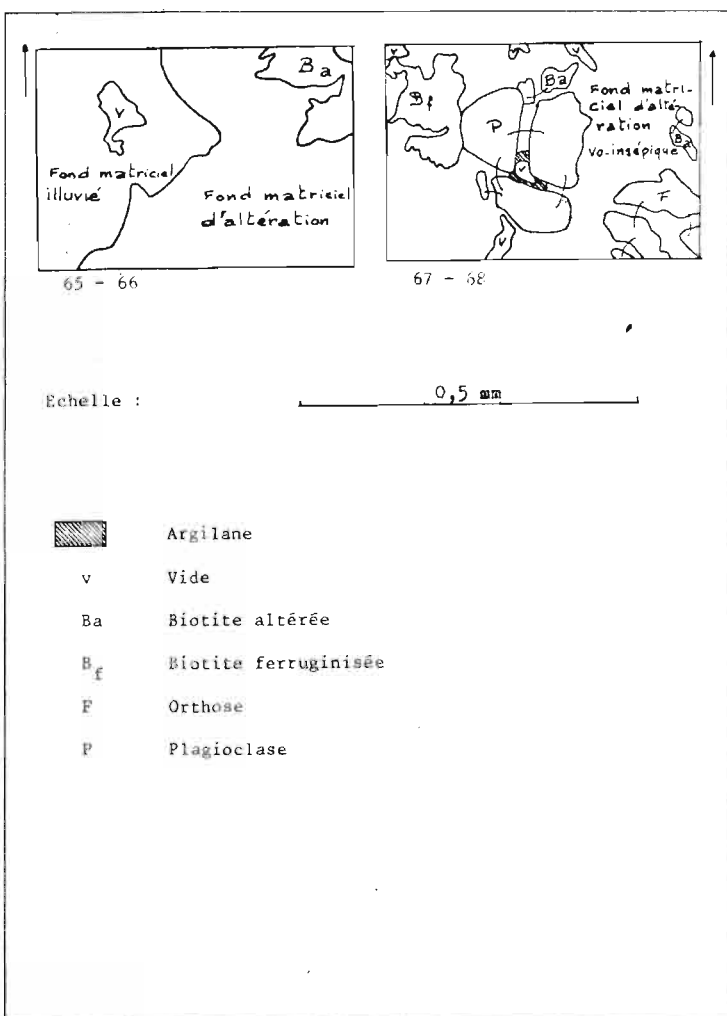 Ba
v
Fond matriciel
illuvié
Fond matriciel
d'altération
65 - 66
v
v
Ba
Bf
P
Fond matri-
ciel d'alté-
ration
vo-insépique
Ba
v
F
v
67 - 68
Echelle :
0,5 mm
Argilane
v Vide
Ba Biotite altérée
Bf Biotite ferruginisée
F Orthose
P Plagioclase